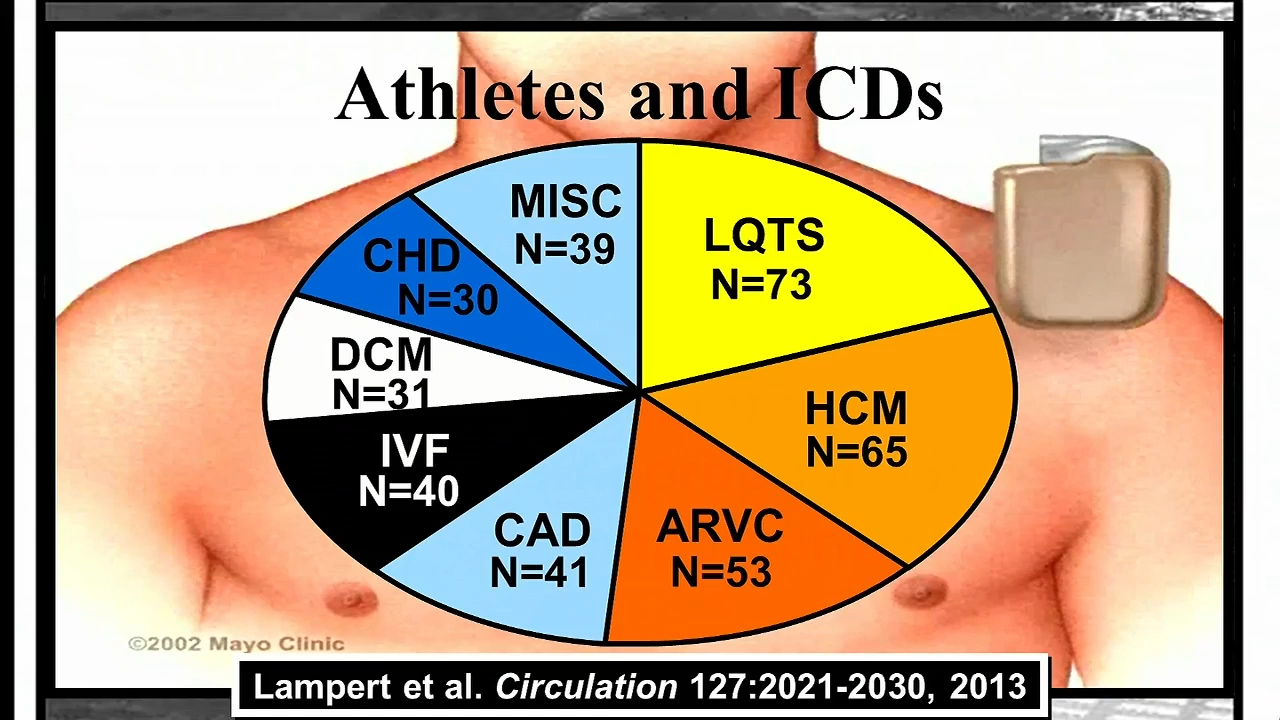 Athletes and ICDs
MISC
N=39
LQTS
N=73
CHD
N=30
DCM
N=31
HCM
N=65
IVF
N=40
CAD
N=41
ARVC
N=53
©2002 Mayo Clinic
Lampert et al. Circulation 127:2021-2030, 2013